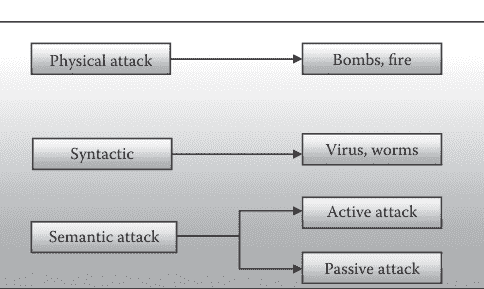 Physical attack
Bombs, fire
Syntactic
Virus, worms
Semantic attack
Active attack
Passive attack